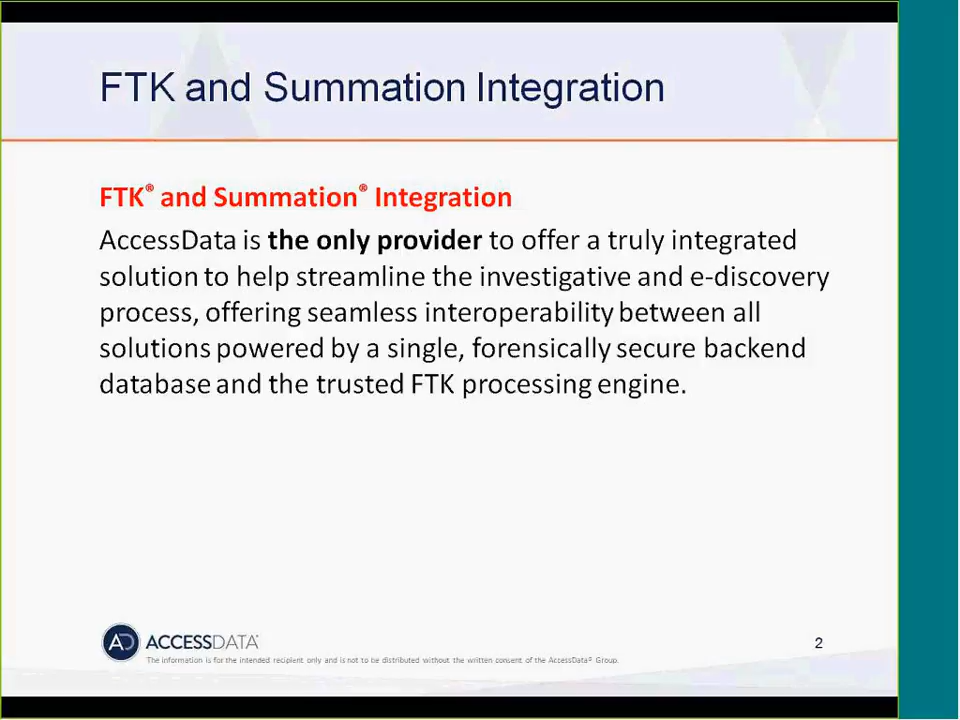 FTK and Summation Integration
FTK® and Summation® Integration
AccessData is the only provider to offer a truly integrated
solution to help streamline the investigative and e-discovery
process, offering seamless interoperability between all
solutions powered by a single, forensically secure backend
database and the trusted FTK processing engine.
AD ACCESSDATA
2
The information is for the intended recipient only and is not to be distributed without the written consent of the AccessData® Group.